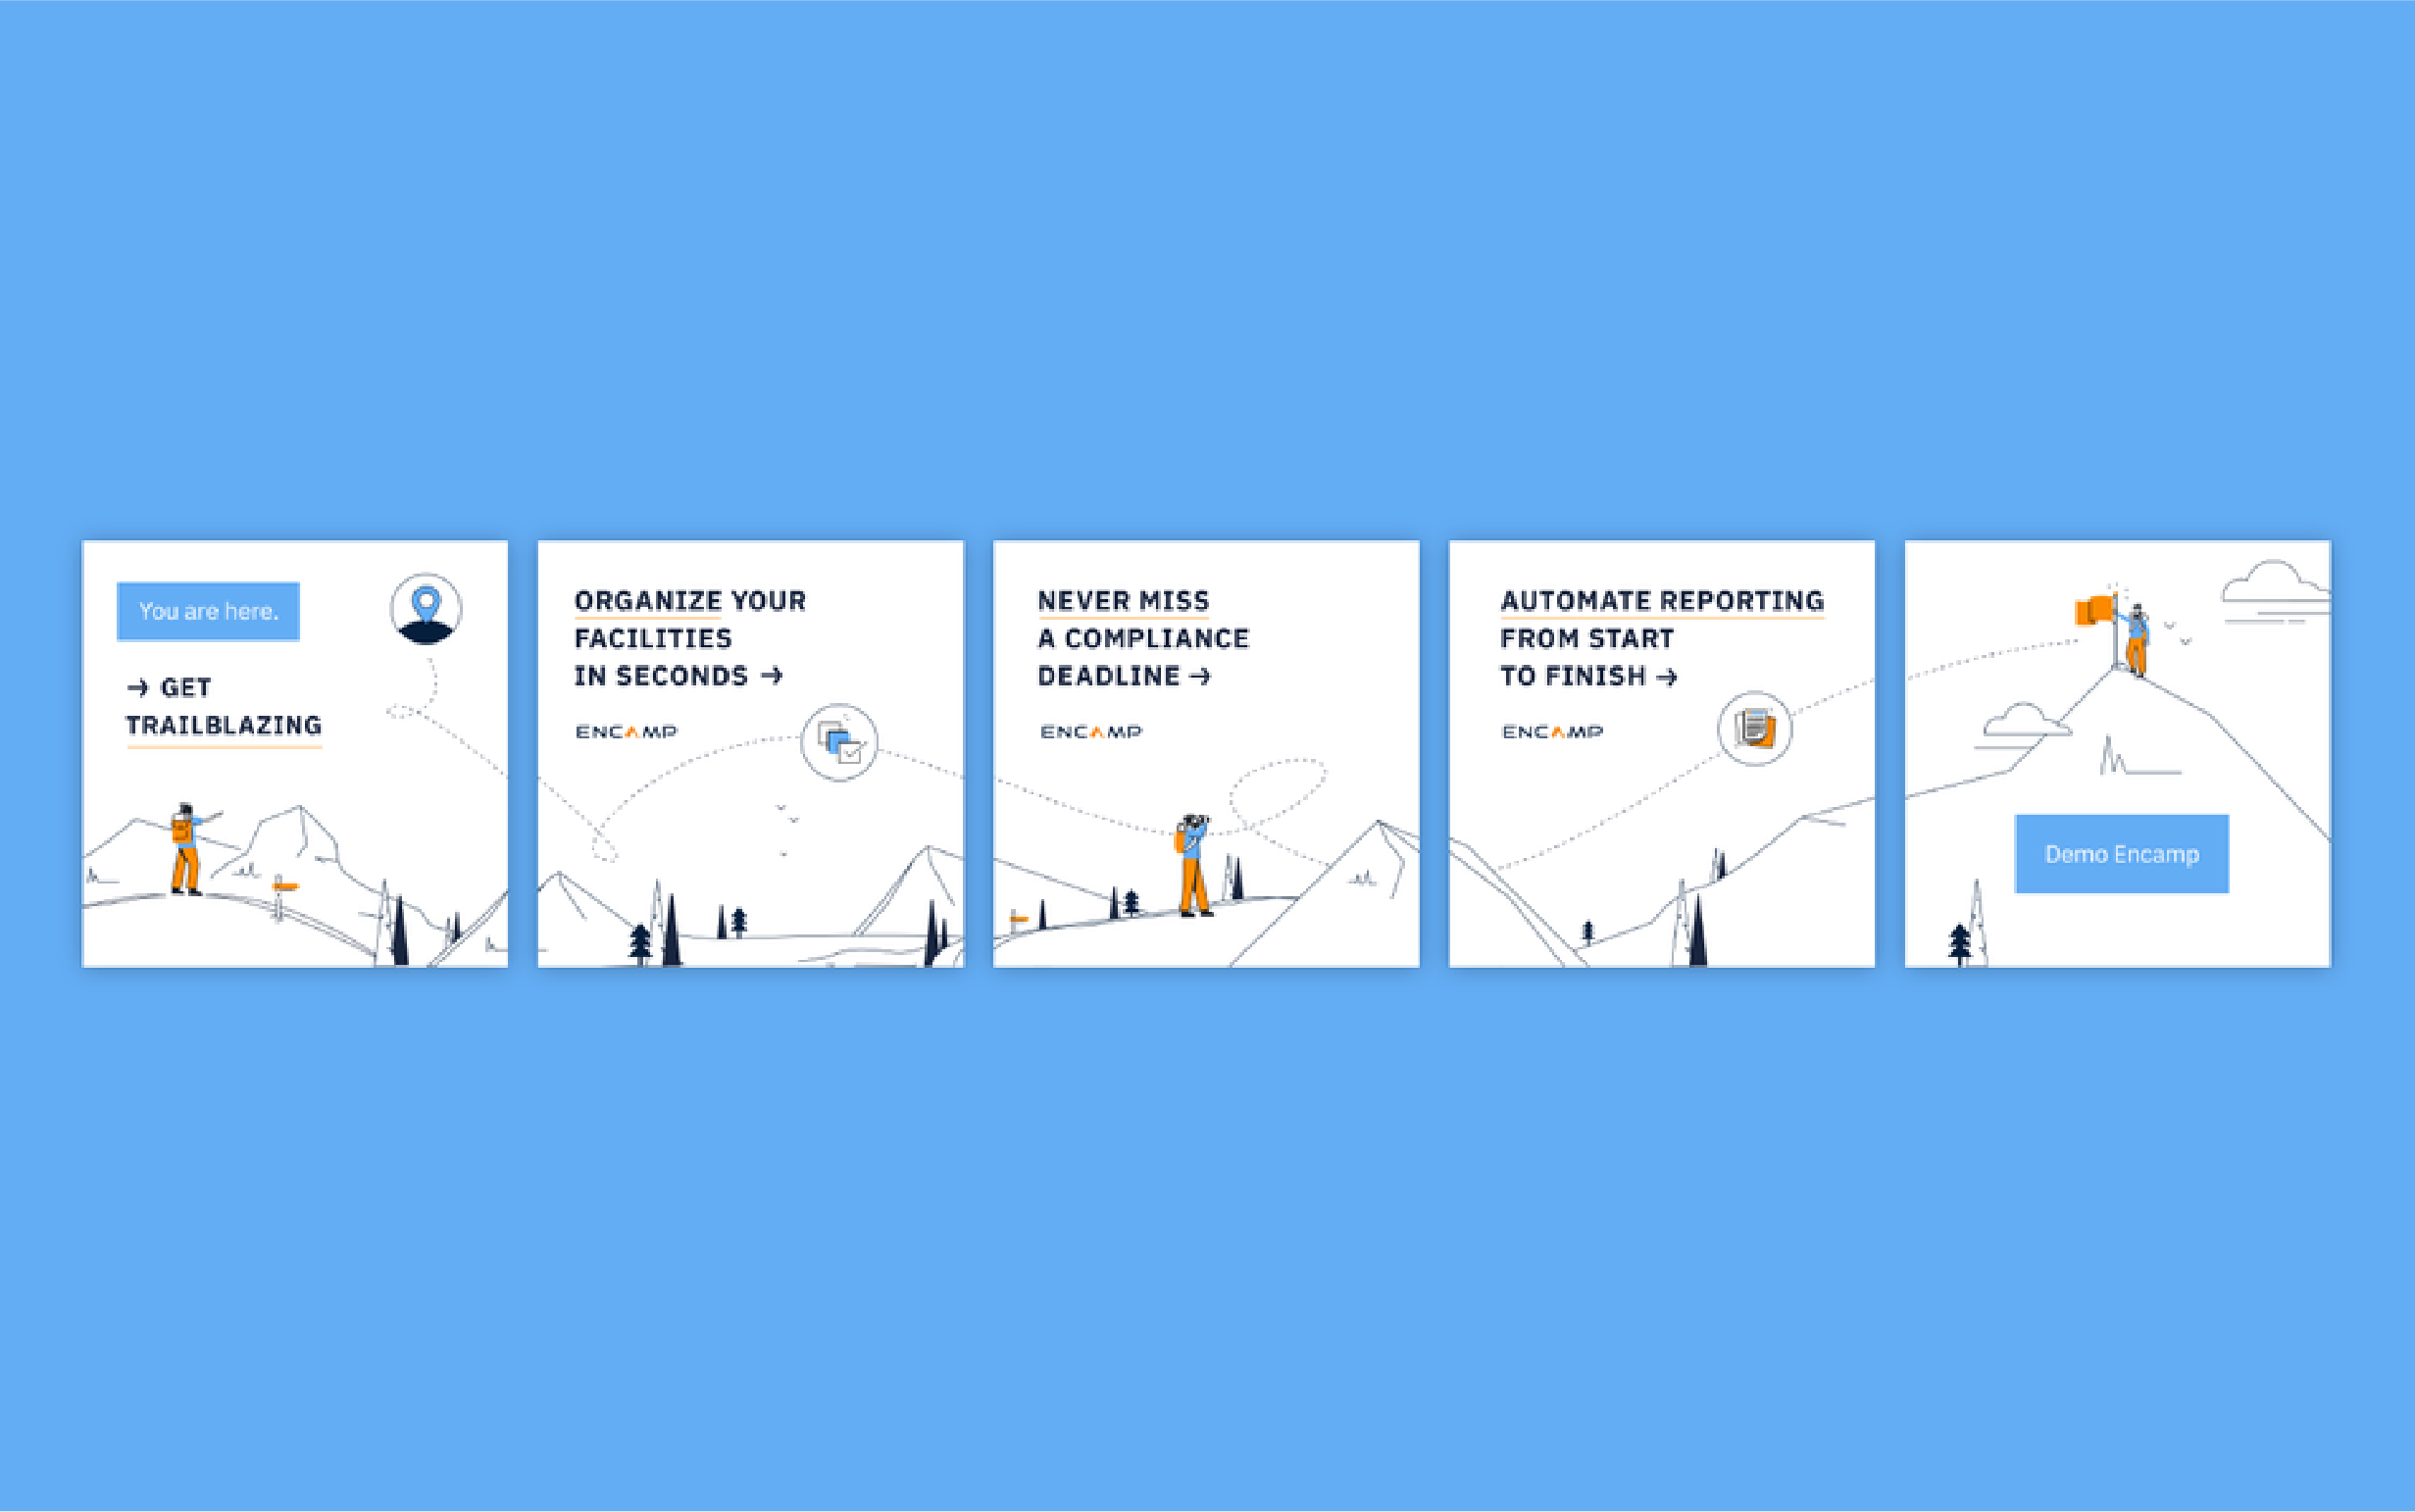 You are here.
→ GET
TRAILBLAZING
ORGANIZE YOUR
FACILITIES
IN SECONDS →
ENCAMP
NEVER MISS
A COMPLIANCE
DEADLINE →
ENCAMP
AUTOMATE REPORTING
FROM START
TO FINISH →
ENCAMP
Demo Encamp